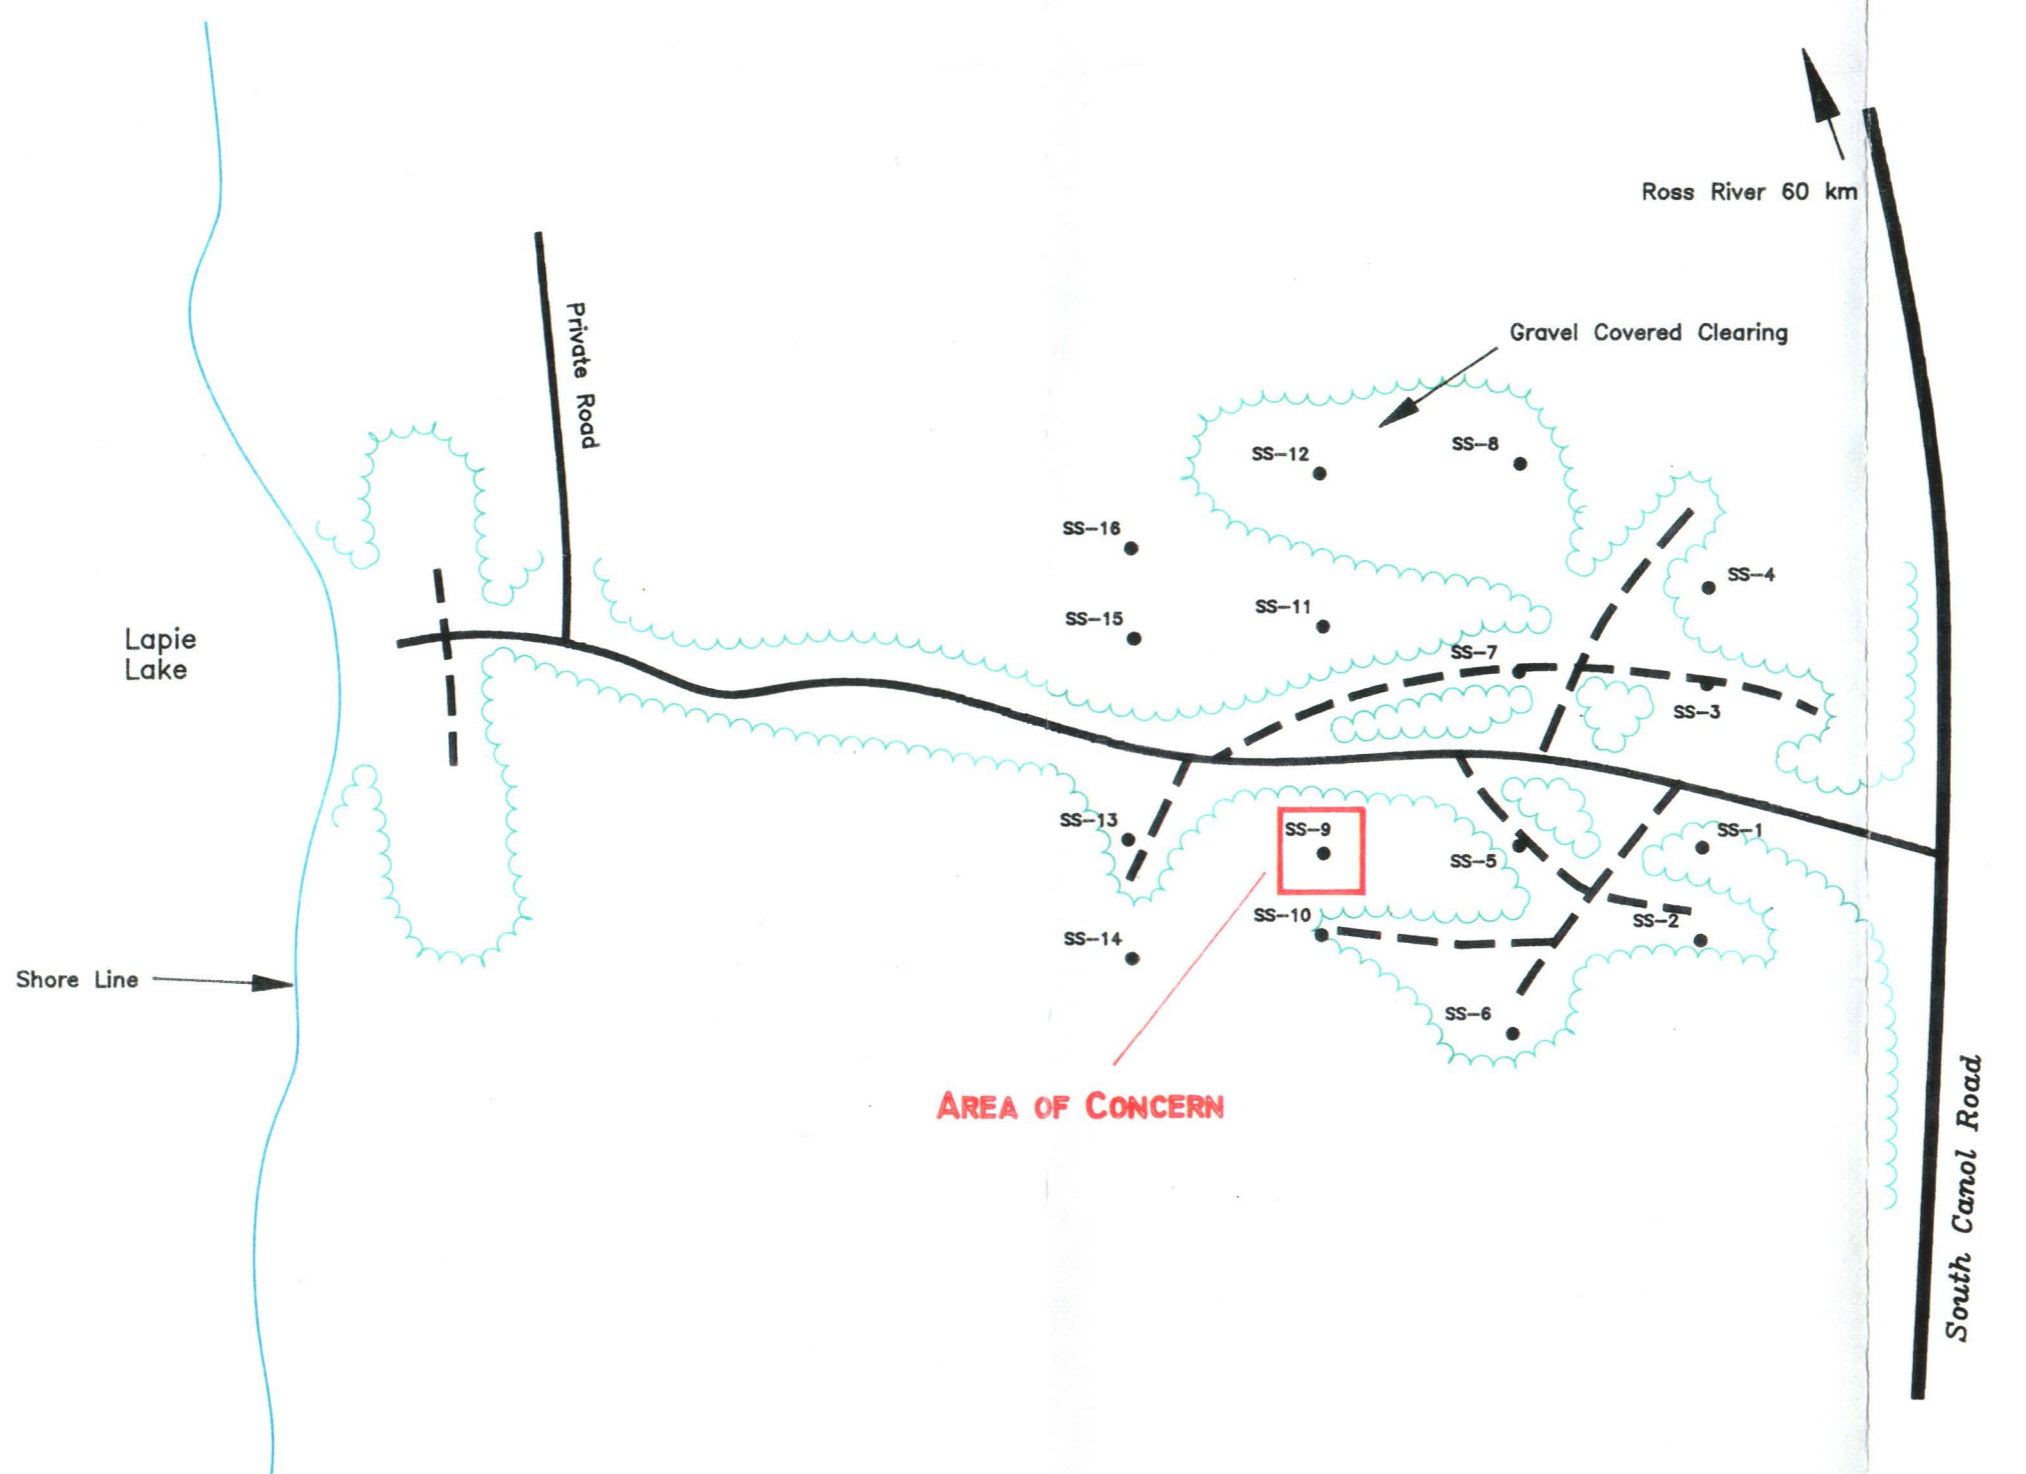 Ross River 60 km
Private Road
Gravel Covered Clearing
SS-12
SS-8
SS-16
SS-4
SS-15
SS-11
Lapie
Lake
SS-7
SS-3
SS-13
SS-9
SS-1
SS-5
SS-10
SS-2
SS-14
Shore Line
SS-6
AREA OF CONCERN
South Canol Road